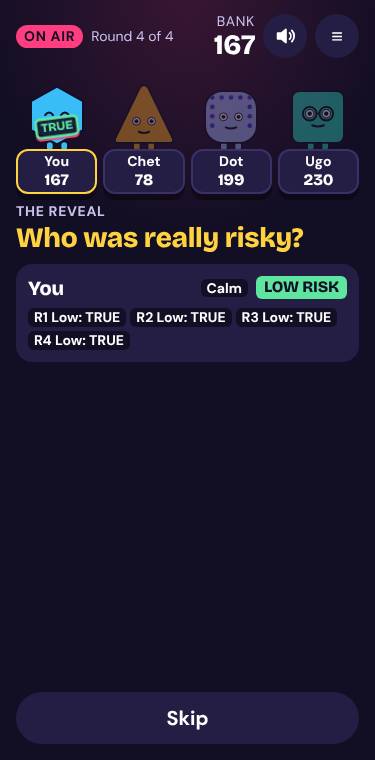 ON AIR Round 4 of 4 BANK 167 ≡
TRUE
You Chet Dot Ugo
167 78 199 230
THE REVEAL
Who was really risky?
You Calm LOW RISK
R1 Low: TRUE R2 Low: TRUE R3 Low: TRUE
R4 Low: TRUE
Skip